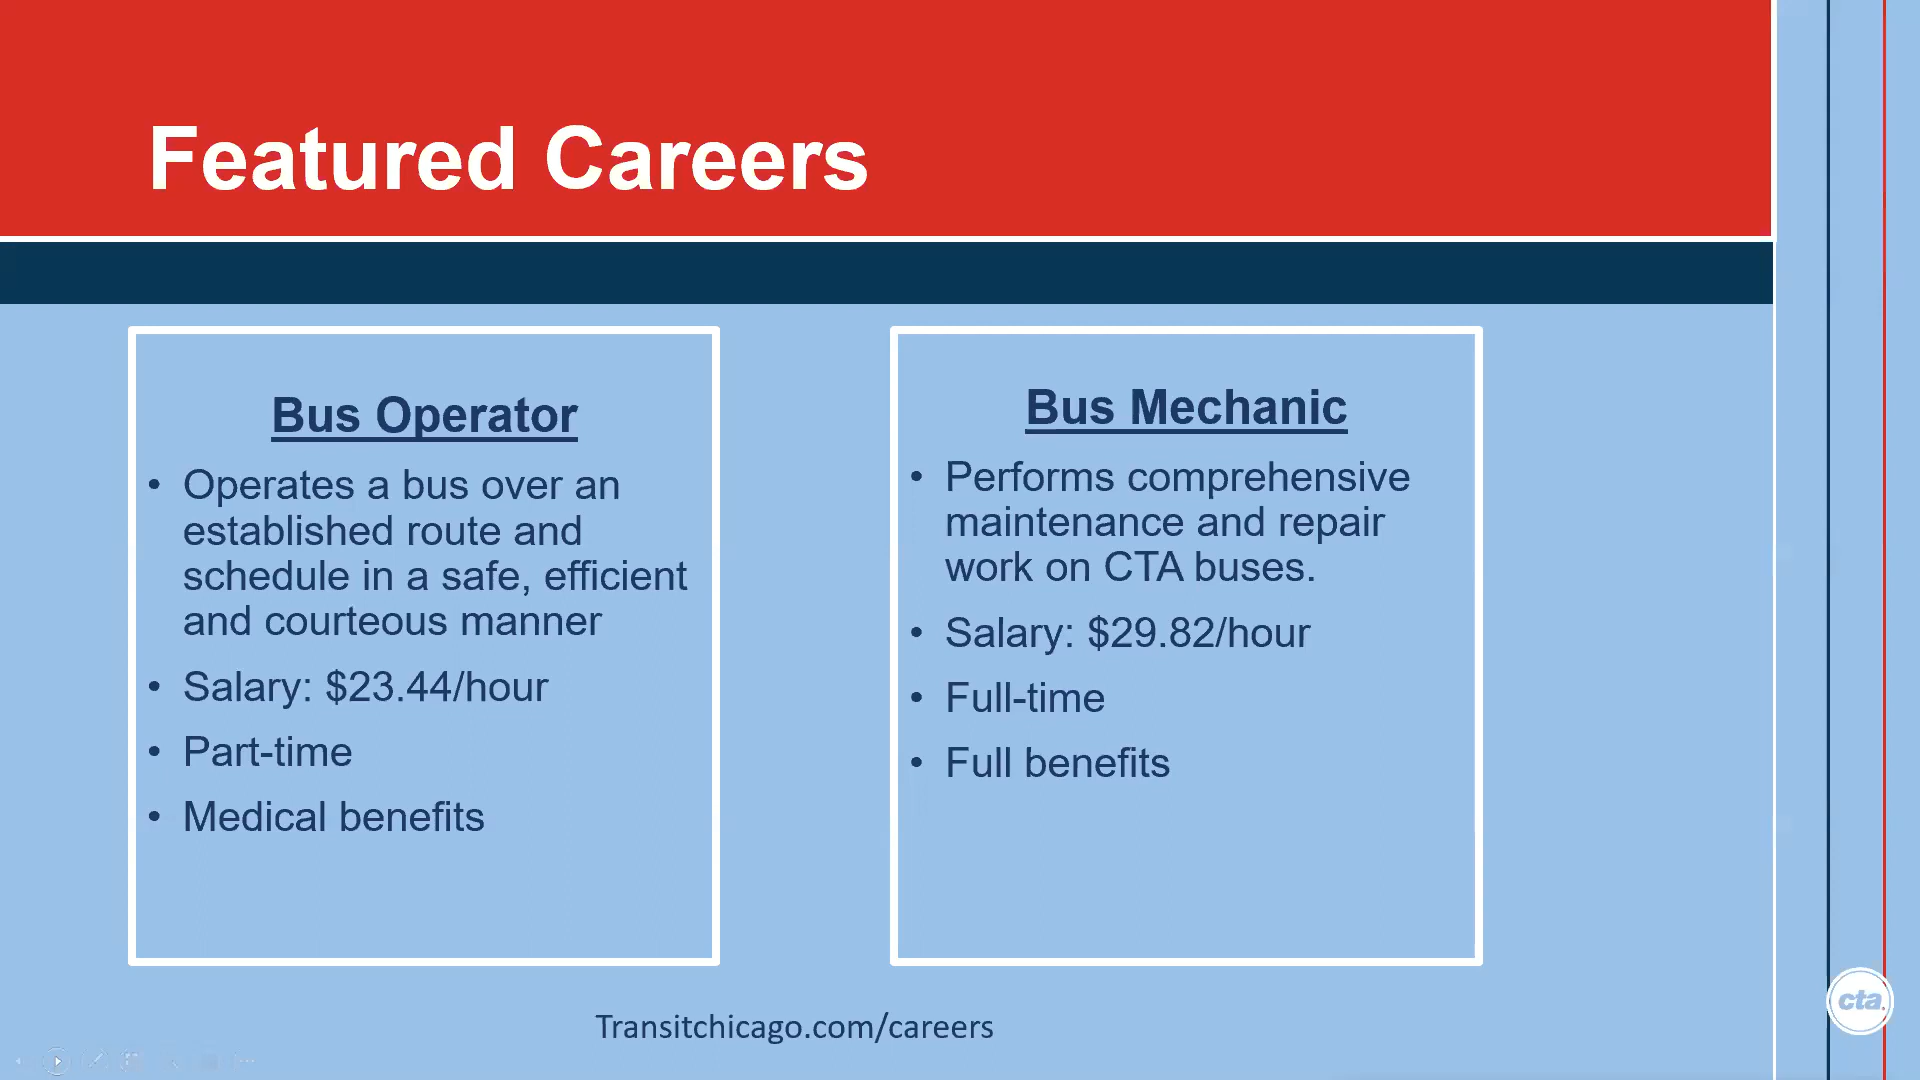 Featured Careers
Bus Operator
• Operates a bus over an
established route and
schedule in a safe, efficient
and courteous manner
• Salary: $23.44/hour
• Part-time
• Medical benefits
Bus Mechanic
• Performs comprehensive
maintenance and repair
work on CTA buses.
• Salary: $29.82/hour
• Full-time
• Full benefits
Transitchicago.com/careers
cta